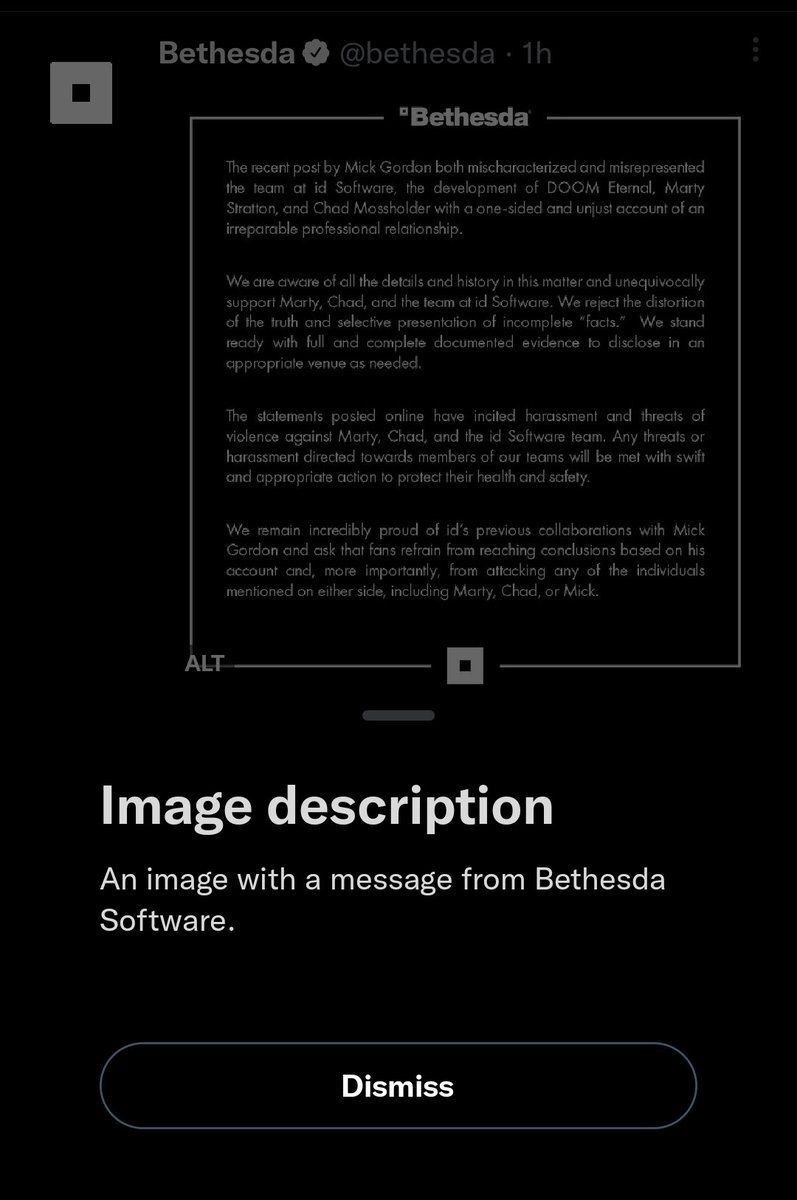 Bethesda @bethesda · 1h
Bethesda
The recent post by Mick Gordon both mischaracterized and misrepresented
the team at id Software, the development of DOOM Eternal, Marty
Stratton, and Chad Mossholder with a one-sided and unjust account of an
irreparable professional relationship.
We are aware of all the details and history in this matter and unequivocally
support Marty, Chad, and the team at id Software. We reject the distortion
of the truth and selective presentation of incomplete “facts.” We stand
ready with full and complete documented evidence to disclose in an
appropriate venue as needed.
The statements posted online have incited harassment and threats of
violence against Marty, Chad, and the id Software team. Any threats or
harassment directed towards members of our teams will be met with swift
and appropriate action to protect their health and safety.
We remain incredibly proud of id’s previous collaborations with Mick
Gordon and ask that fans refrain from reaching conclusions based on his
account and, more importantly, from attacking any of the individuals
mentioned on either side, including Marty, Chad, or Mick.
ALT
Image description
An image with a message from Bethesda
Software.
Dismiss